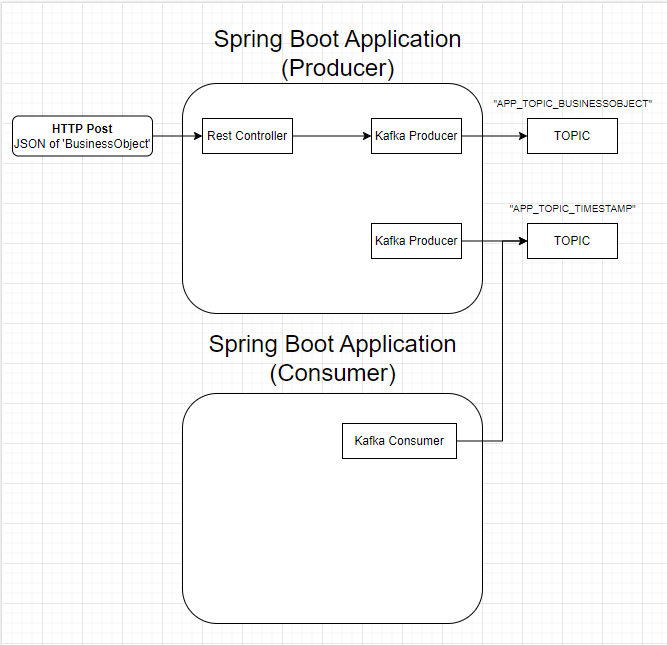 Spring Boot Application
(Producer)
"APP_TOPIC_BUSINESSOBJECT"
HTTP Post
JSON of 'BusinessObject'
Rest Controller
Kafka Producer
TOPIC
"APP_TOPIC_TIMESTAMP"
Kafka Producer
TOPIC
Spring Boot Application
(Consumer)
Kafka Consumer